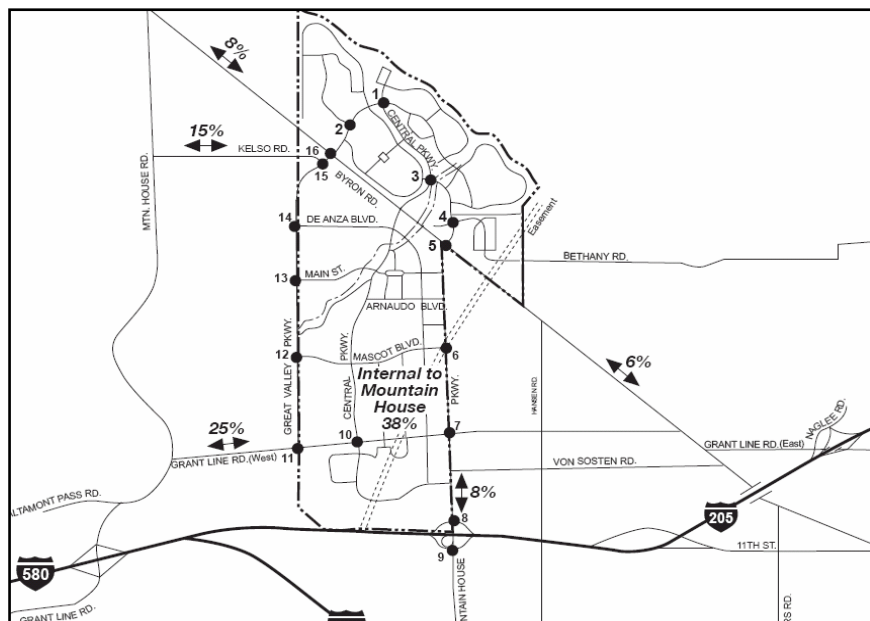 8%
1
15%
2
CENTRAL PKWY.
KELSO RD.
16
15
BYRON RD.
3
MTN. HOUSE RD.
14
DE ANZA BLVD.
4
Easement
5
BETHANY RD.
13
MAIN ST.
ARNAUDO BLVD.
GREAT VALLEY PKWY.
12
MASCOT BLVD.
6
CENTRAL PKWY.
Internal to
Mountain
House
38%
PKWY.
HANSEN RD.
6%
25%
10
7
NAGLEE RD.
GRANT LINE RD.(West)
11
GRANT LINE RD.(East)
VON SOSTEN RD.
8%
ALTAMONT PASS RD.
8
205
11TH ST.
9
580
GRANT LINE RD.
NTAIN HOUSE
RS RD.